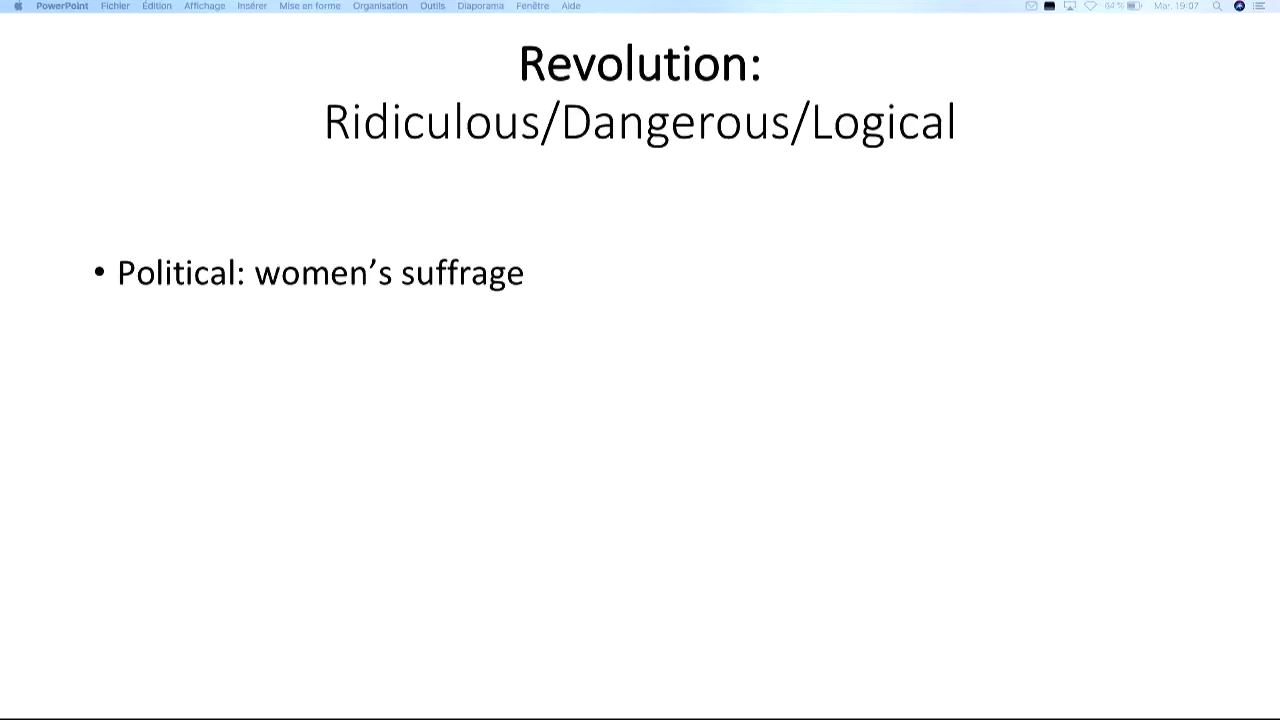 PowerPoint Fichier Édition Affichage Insérer Mise en forme Organisation Outils Diaporama Fenêtre Aide 64 % Mar. 19:07
Revolution:
Ridiculous/Dangerous/Logical
• Political: women’s suffrage